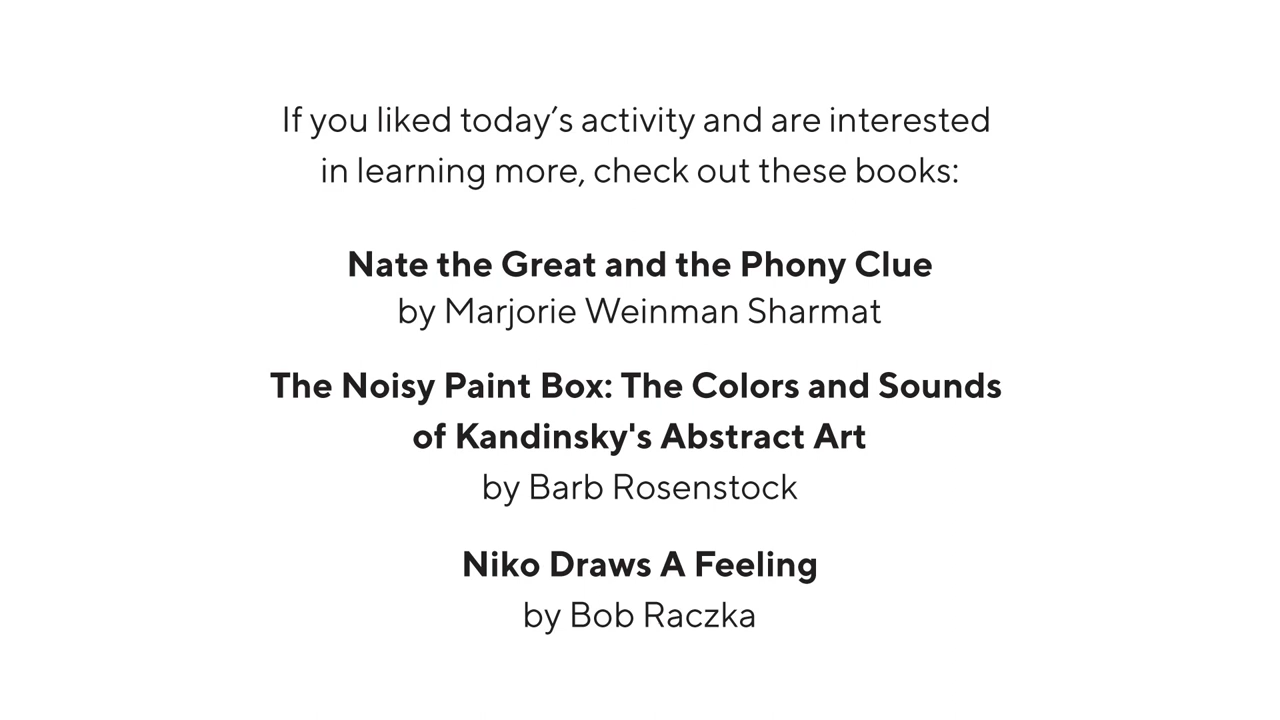 If you liked today’s activity and are interested
in learning more, check out these books:
Nate the Great and the Phony Clue
by Marjorie Weinman Sharmat
The Noisy Paint Box: The Colors and Sounds
of Kandinsky's Abstract Art
by Barb Rosenstock
Niko Draws A Feeling
by Bob Raczka